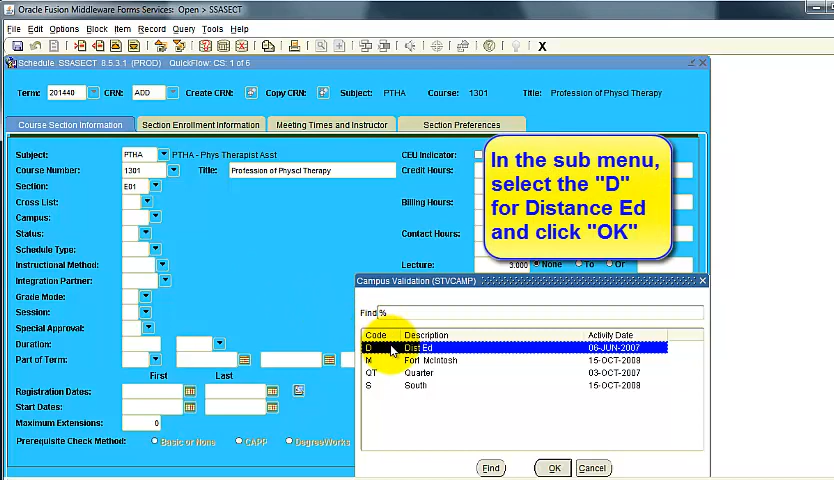 Oracle Fusion Middleware Forms Services: Open > SSASECT
File Edit Options Block Item Record Query Tools Help
X
Schedule SSASECT 8.5.3.1 (PROD) QuickFlow: CS: 1 of 6
Term: 201440 CRN: ADD Create CRN: Copy CRN: Subject: PTHA Course: 1301 Title: Profession of Physcl Therapy
Course Section Information Section Enrollment Information Meeting Times and Instructor Section Preferences
Subject: PTHA PTHA - Phys Therapist Asst CEU Indicator:
Course Number: 1301 Title: Profession of Physcl Therapy Credit Hours:
Section: E01
Cross List: Billing Hours:
Campus:
Status: Contact Hours:
Schedule Type:
Instructional Method: Lecture: 3.000 None To Or
Integration Partner:
Grade Mode:
Session:
Special Approval:
Duration:
Part of Term:
First Last
Registration Dates:
Start Dates:
Maximum Extensions: 0
Prerequisite Check Method: Basic or None CAPP DegreeWorks
In the sub menu,
select the "D"
for Distance Ed
and click "OK"
Campus Validation (STVCAMP)
Find %
Code Description Activity Date
D Dist Ed 06-JUN-2007
M Fort McIntosh 15-OCT-2008
QT Quarter 03-OCT-2007
S South 15-OCT-2008
Find OK Cancel